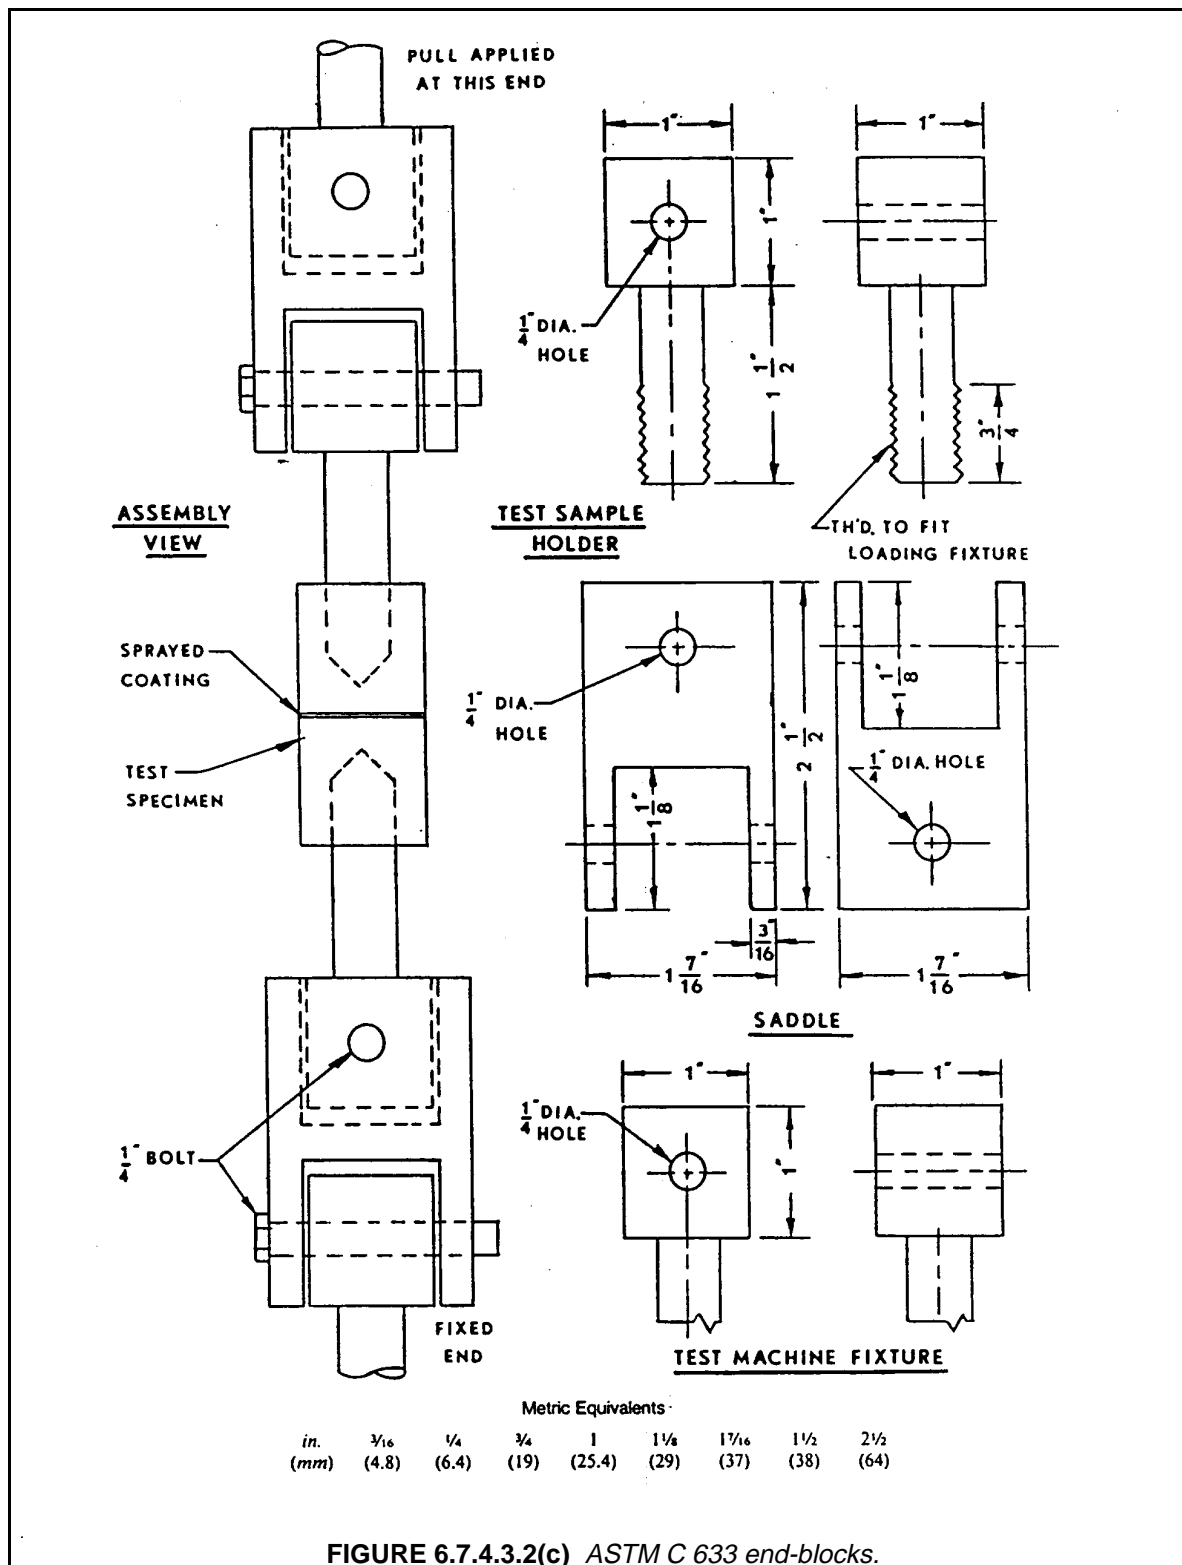 PULL APPLIED
AT THIS END
1"
1"
1"
1/4" DIA.
HOLE
1 1/2"
3/4"
ASSEMBLY
VIEW
TEST SAMPLE
HOLDER
TH'D. TO FIT
LOADING FIXTURE
SPRAYED
COATING
1/4" DIA.
HOLE
1 1/8"
2 1/2"
1 1/8"
1/4" DIA. HOLE
TEST
SPECIMEN
3/16"
1 7/16"
1 7/16"
SADDLE
1"
1"
1/4" DIA.
HOLE
1"
1/4" BOLT
FIXED
END
TEST MACHINE FIXTURE
Metric Equivalents
in. 3/16 1/4 3/4 1 1 1/8 1 7/16 1 1/2 2 1/2
(mm) (4.8) (6.4) (19) (25.4) (29) (37) (38) (64)
FIGURE 6.7.4.3.2(c) ASTM C 633 end-blocks.